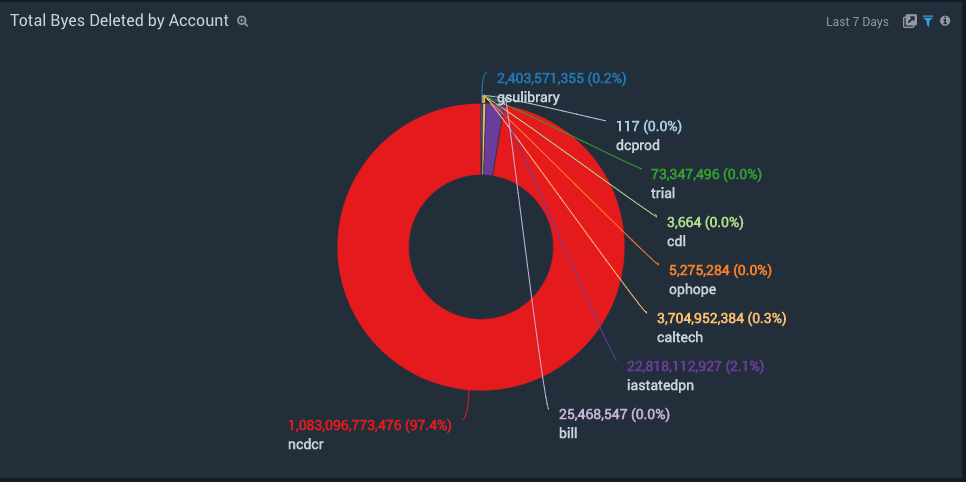 Total Byes Deleted by Account
Last 7 Days
2,403,571,355 (0.2%)
gsulibrary
117 (0.0%)
dcprod
73,347,496 (0.0%)
trial
3,664 (0.0%)
cdl
5,275,284 (0.0%)
ophope
3,704,952,384 (0.3%)
caltech
22,818,112,927 (2.1%)
iastatedpn
25,468,547 (0.0%)
bill
1,083,096,773,476 (97.4%)
ncdcr